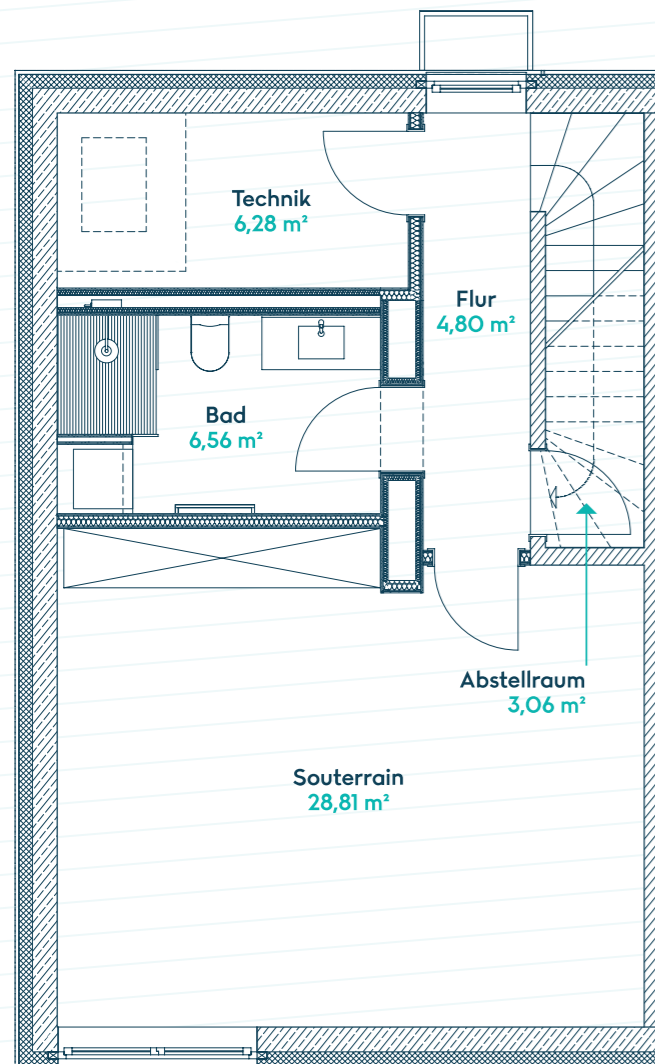 Technik
6,28 m²
Flur
4,80 m²
Bad
6,56 m²
Abstellraum
3,06 m²
Souterrain
28,81 m²